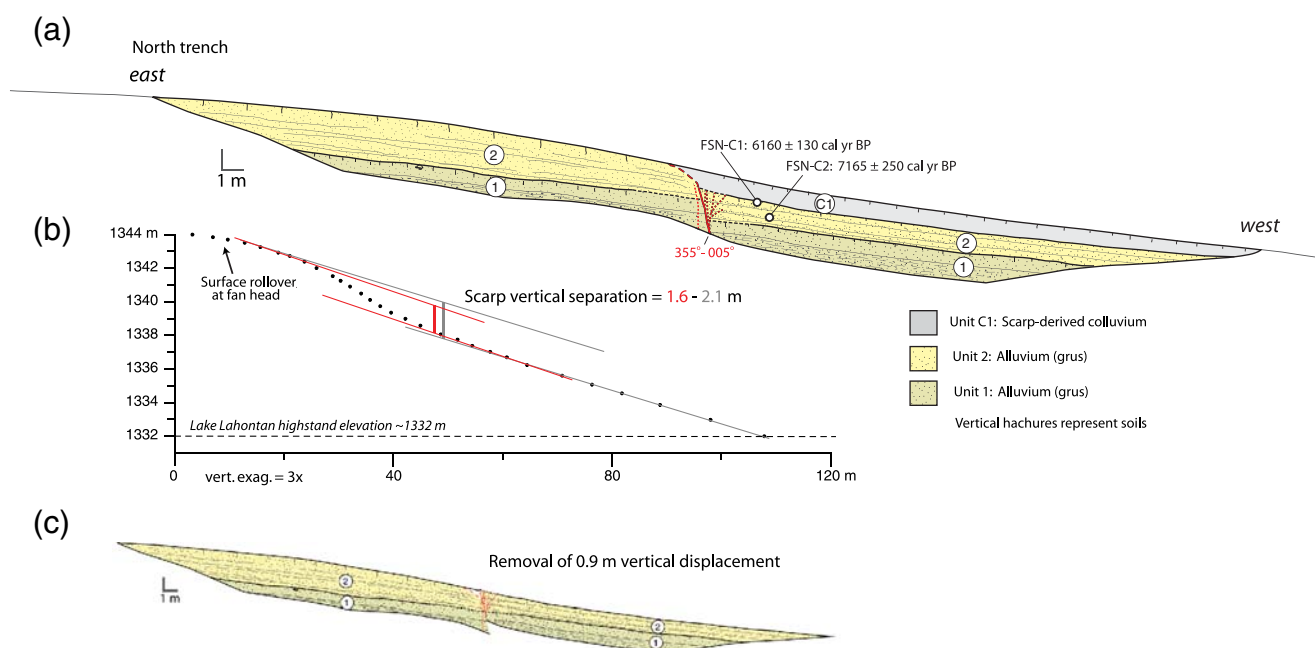 (a)
North trench
east
FSN-C1: 6160 ± 130 cal yr BP
FSN-C2: 7165 ± 250 cal yr BP
2
1
1 m
C1
2
1
west
355°- 005°
(b)
1344 m
1342
1340
1338
1336
1334
1332
Surface rollover
at fan head
Scarp vertical separation = 1.6 - 2.1 m
Lake Lahontan highstand elevation ~1332 m
0
40
80
120 m
vert. exag. = 3x
Unit C1: Scarp-derived colluvium
Unit 2: Alluvium (grus)
Unit 1: Alluvium (grus)
Vertical hachures represent soils
(c)
Removal of 0.9 m vertical displacement
1 m
2
1
2
1